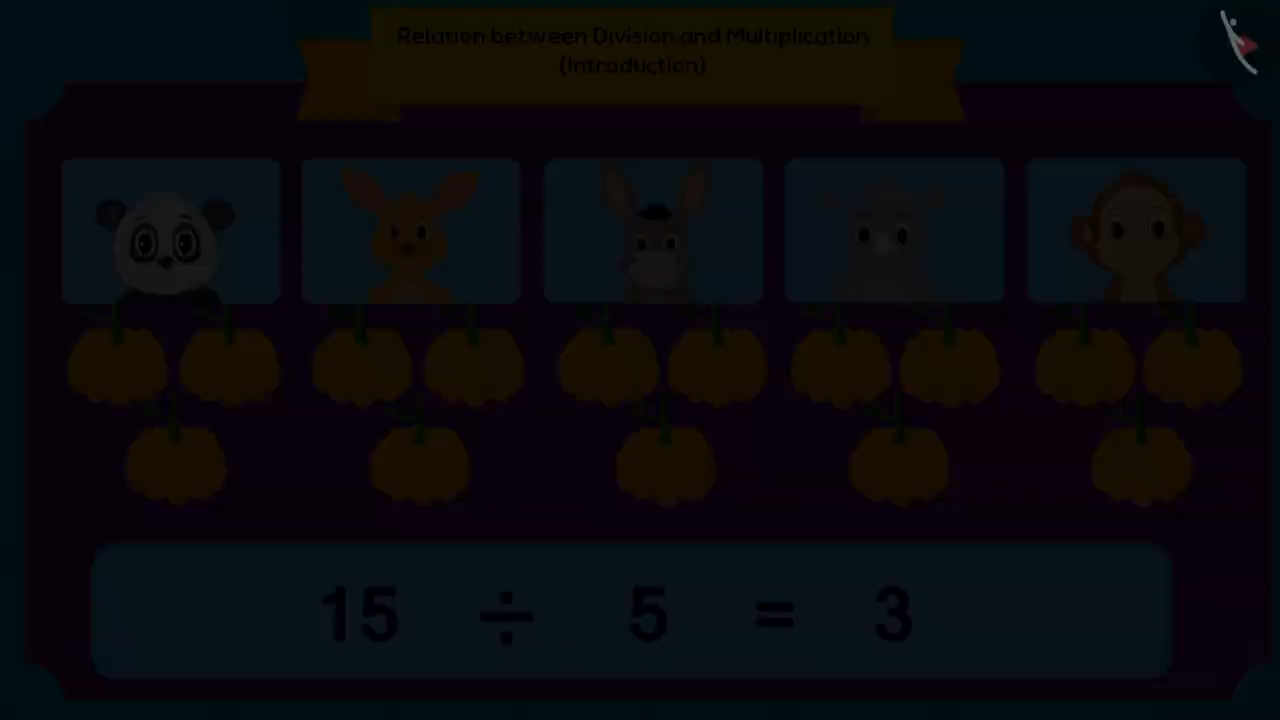 Relation between Division and Multiplication
(Introduction)
15 ÷ 5 = 3